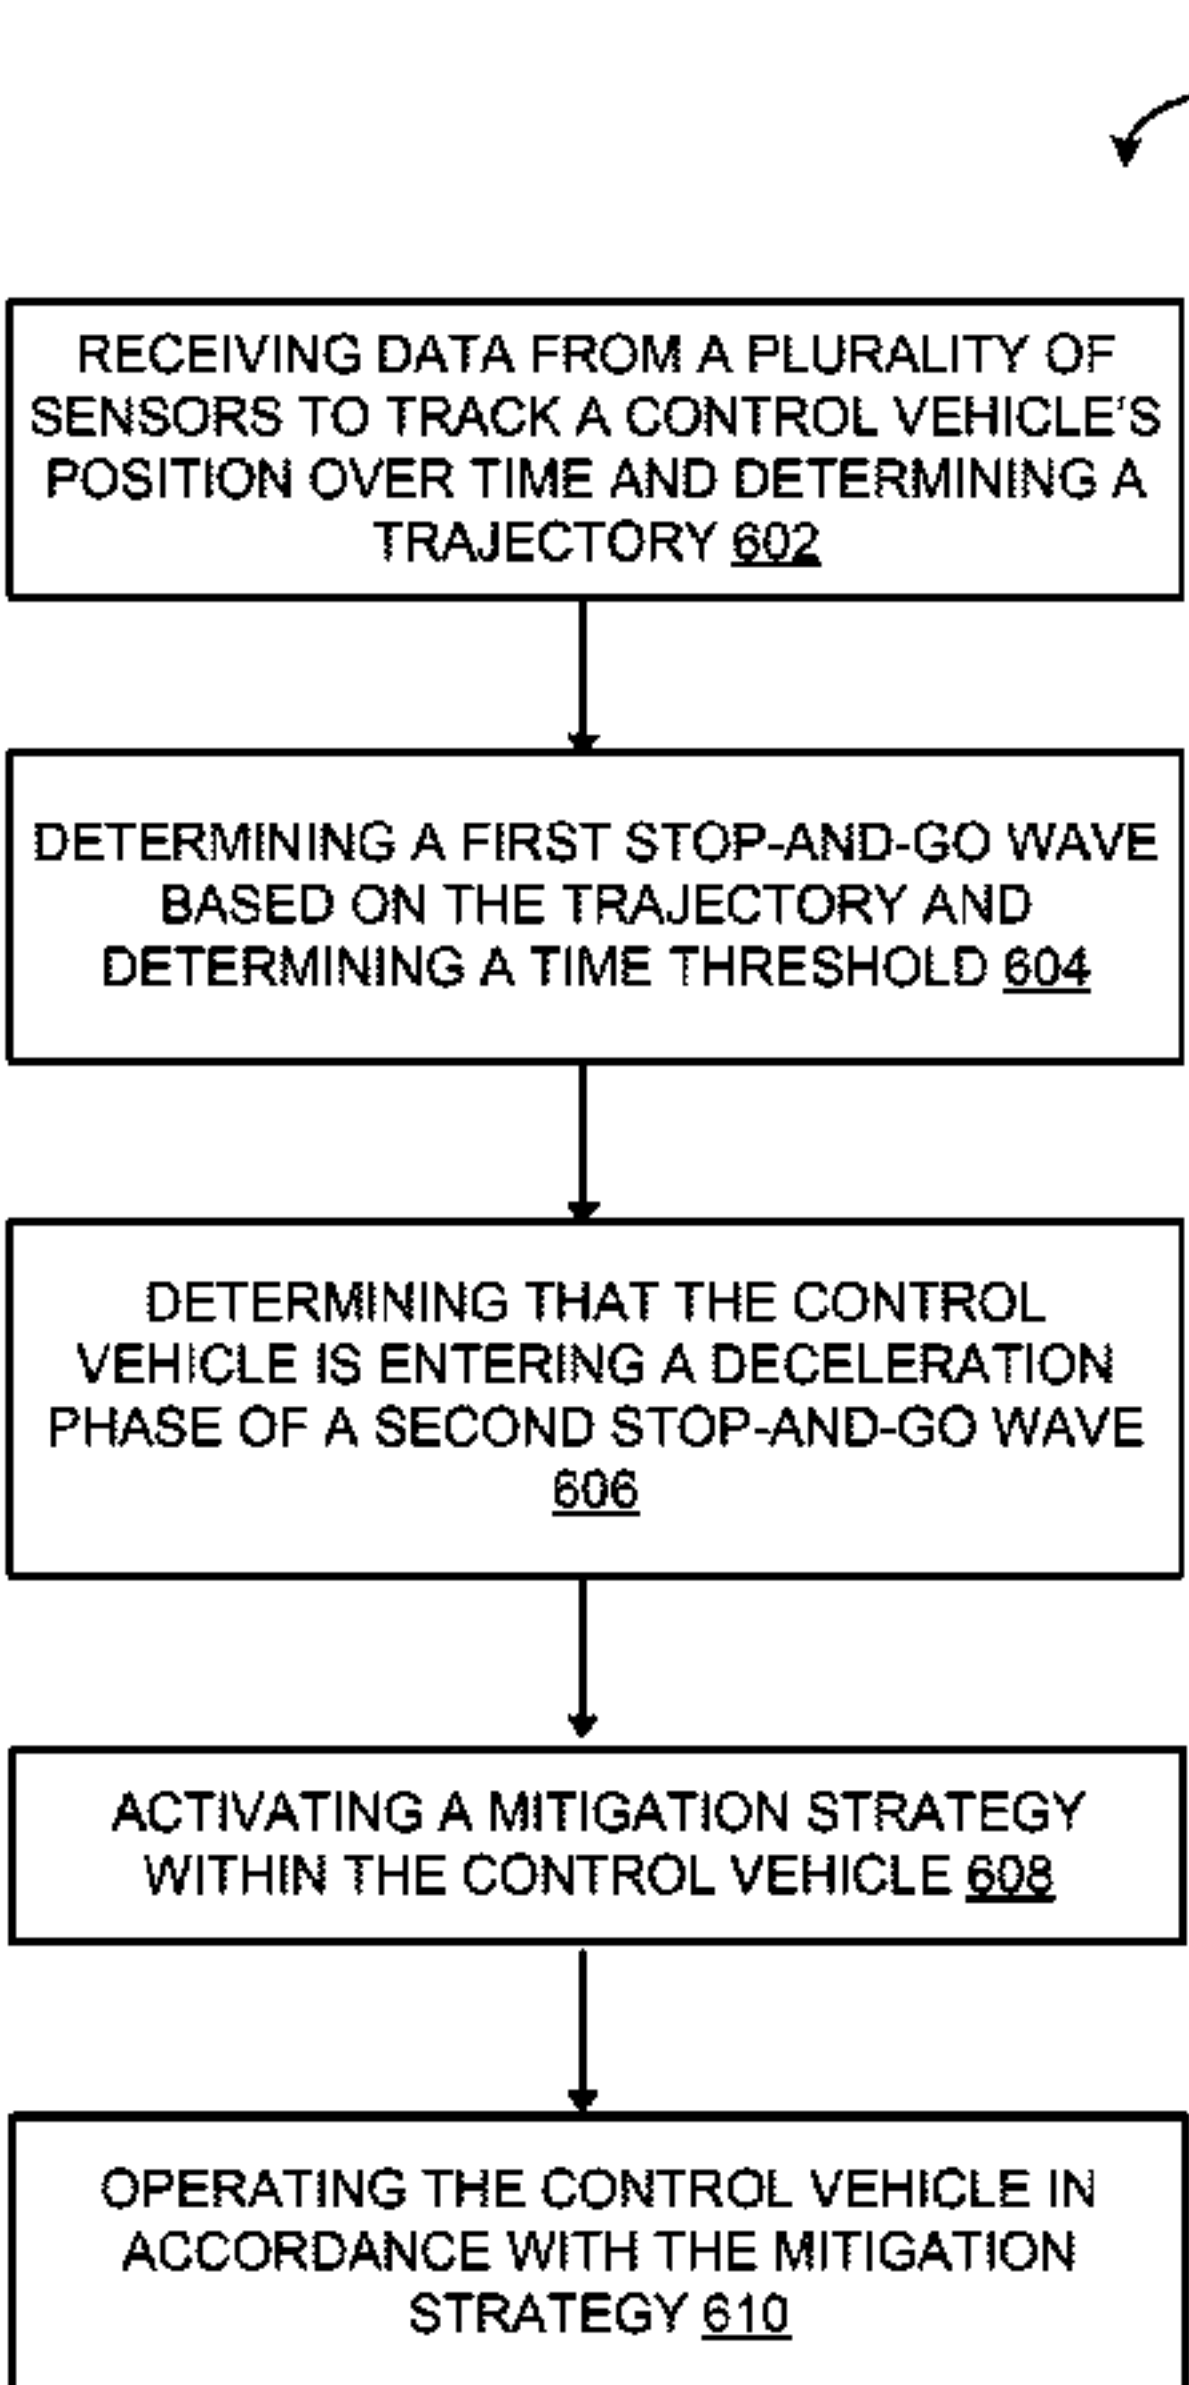 RECEIVING DATA FROM A PLURALITY OF
SENSORS TO TRACK A CONTROL VEHICLE'S
POSITION OVER TIME AND DETERMINING A
TRAJECTORY 602
DETERMINING A FIRST STOP-AND-GO WAVE
BASED ON THE TRAJECTORY AND
DETERMINING A TIME THRESHOLD 604
DETERMINING THAT THE CONTROL
VEHICLE IS ENTERING A DECELERATION
PHASE OF A SECOND STOP-AND-GO WAVE
606
ACTIVATING A MITIGATION STRATEGY
WITHIN THE CONTROL VEHICLE 608
OPERATING THE CONTROL VEHICLE IN
ACCORDANCE WITH THE MITIGATION
STRATEGY 610